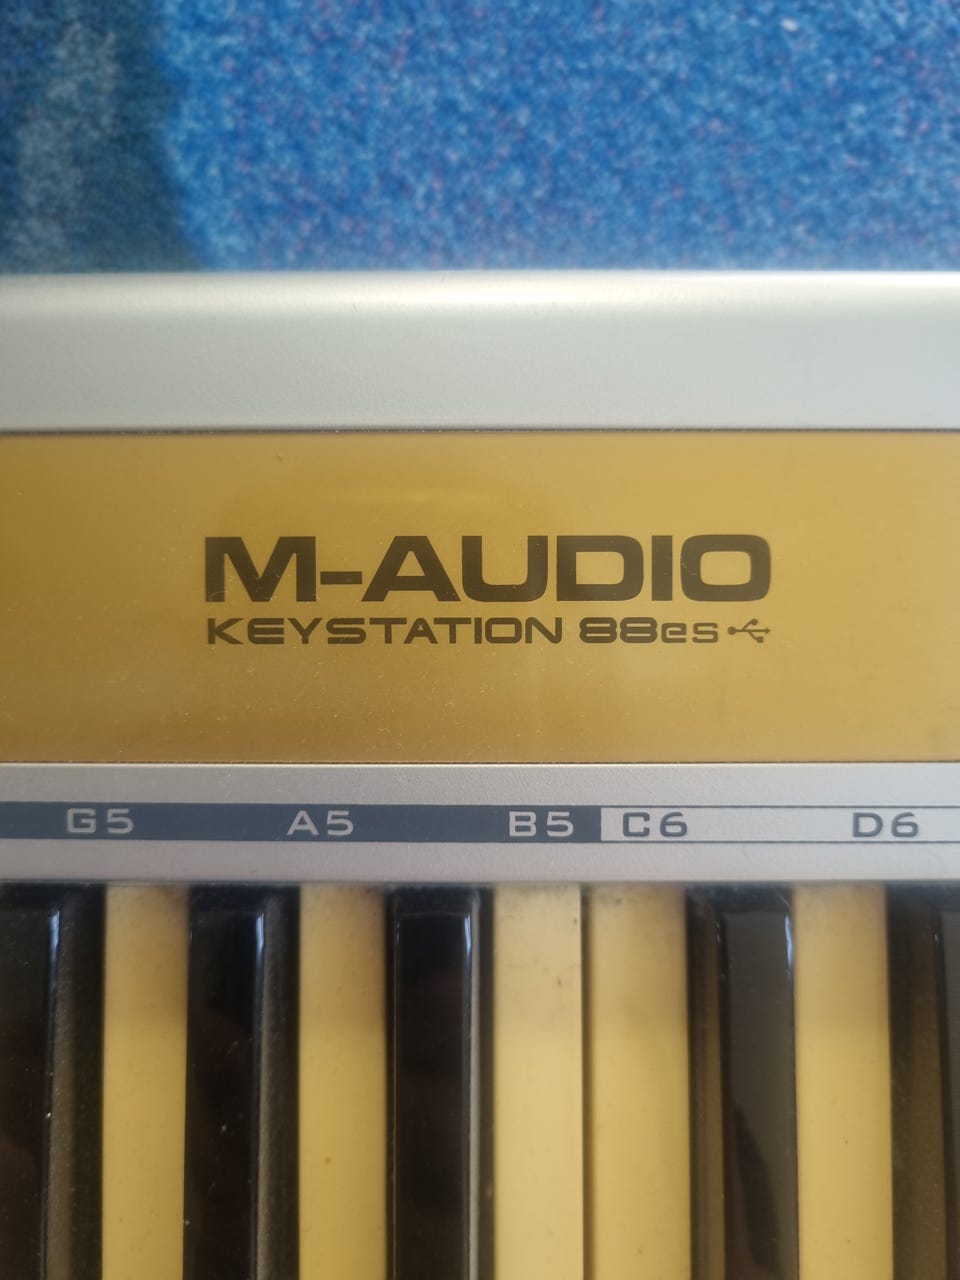 M-AUDIO
KEYSTATION 88es
G5 A5 B5 C6 D6